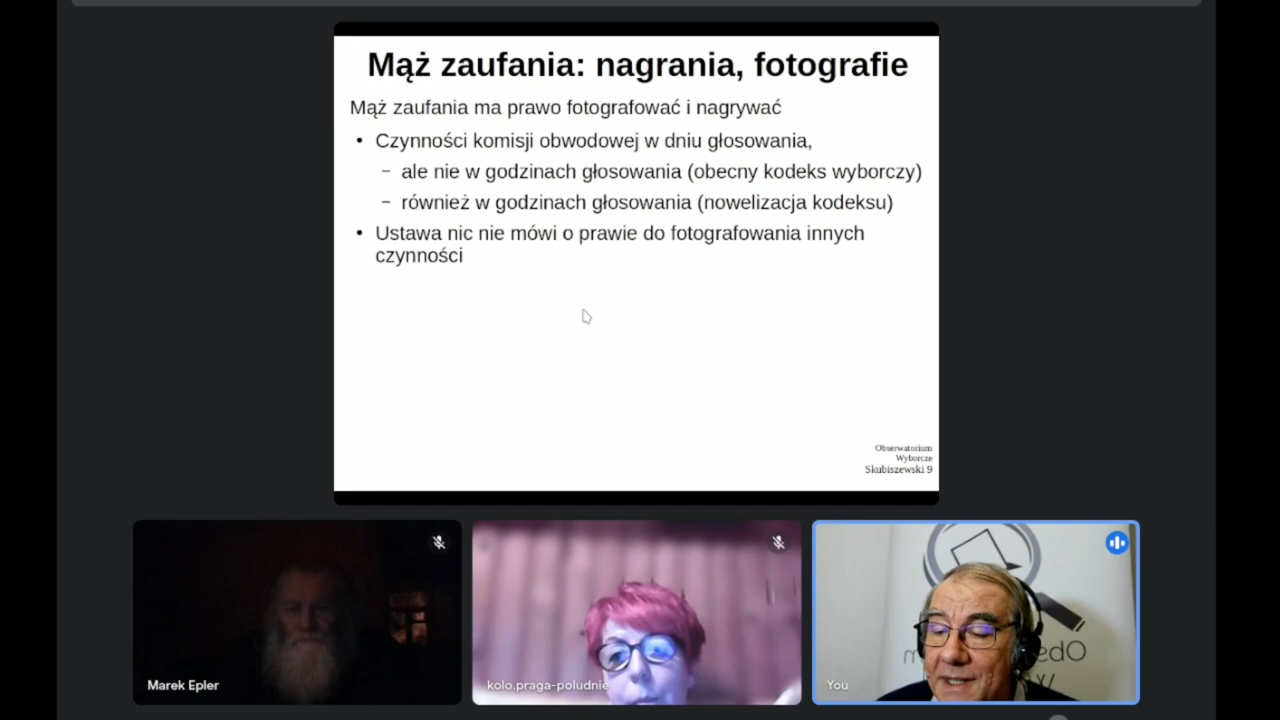 Mąż zaufania: nagrania, fotografie
Mąż zaufania ma prawo fotografować i nagrywać
• Czynności komisji obwodowej w dniu głosowania,
– ale nie w godzinach głosowania (obecny kodeks wyborczy)
– również w godzinach głosowania (nowelizacja kodeksu)
• Ustawa nic nie mówi o prawie do fotografowania innych
czynności
Obserwatorium
Wyborcze
Skubiszewski 9
Marek Epler
kolo.praga-poludnie
You